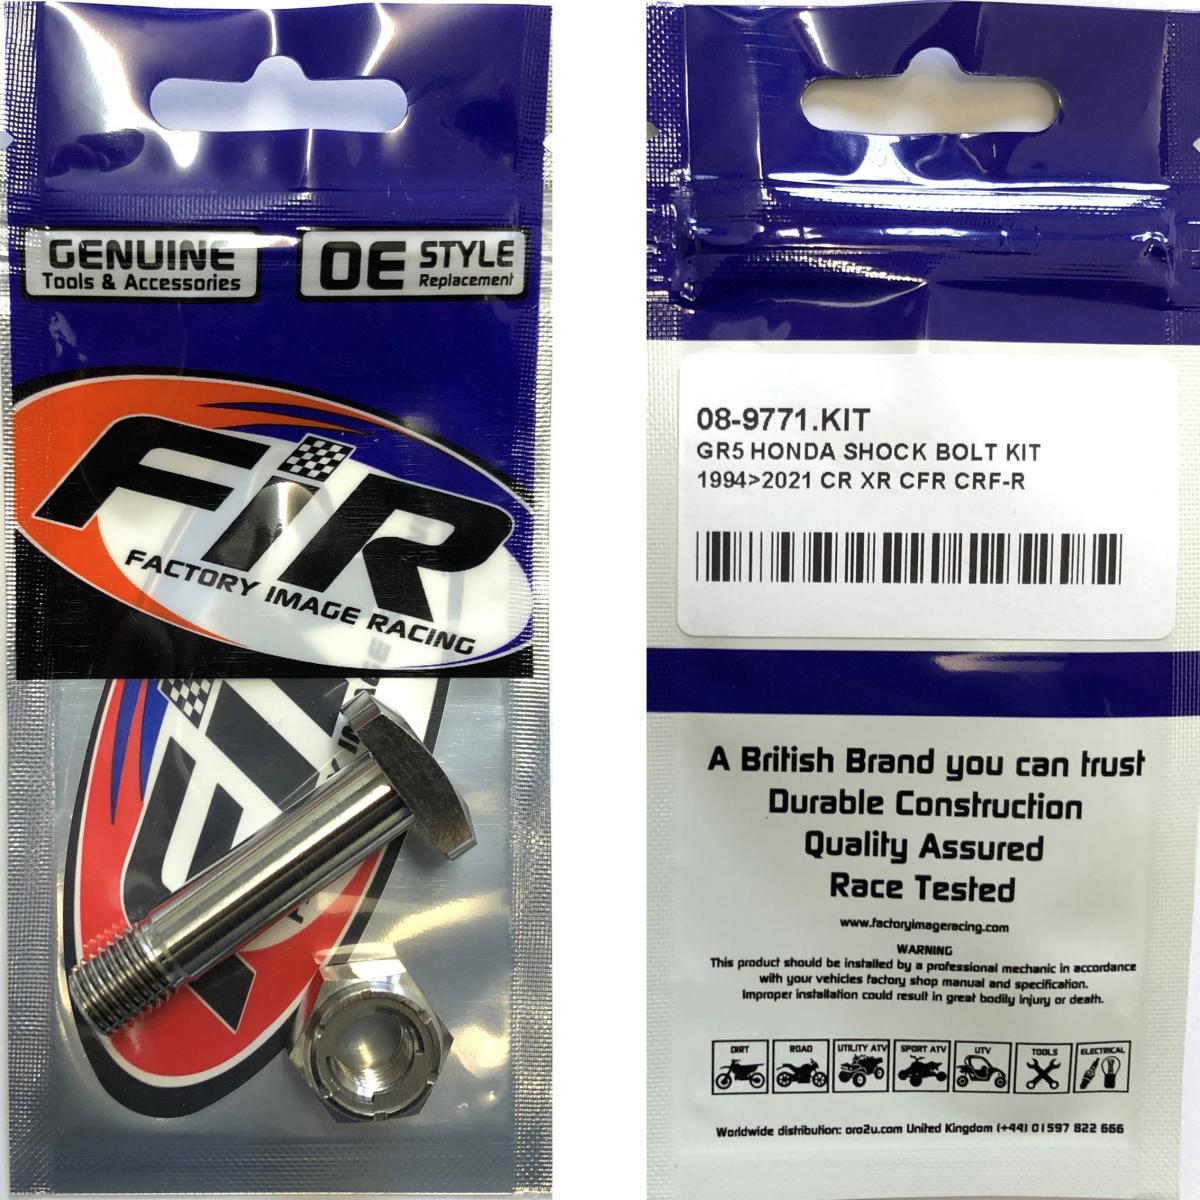 GENUINE
Tools & Accessories
OE STYLE
Replacement
FiR
FACTORY IMAGE RACING
08-9771.KIT
GR5 HONDA SHOCK BOLT KIT
1994>2021 CR XR CFR CRF-R
A British Brand you can trust
Durable Construction
Quality Assured
Race Tested
www.factoryimageracing.com
WARNING
This product should be installed by a professional mechanic in accordance
with your vehicles factory shop manual and specification.
Improper installation could result in great bodily injury or death.
DIRT
ROAD
UTILITY ATV
SPORT ATV
UTV
TOOLS
ELECTRICAL
Worldwide distribution: oro2u.com United Kingdom (+44) 01597 822 666